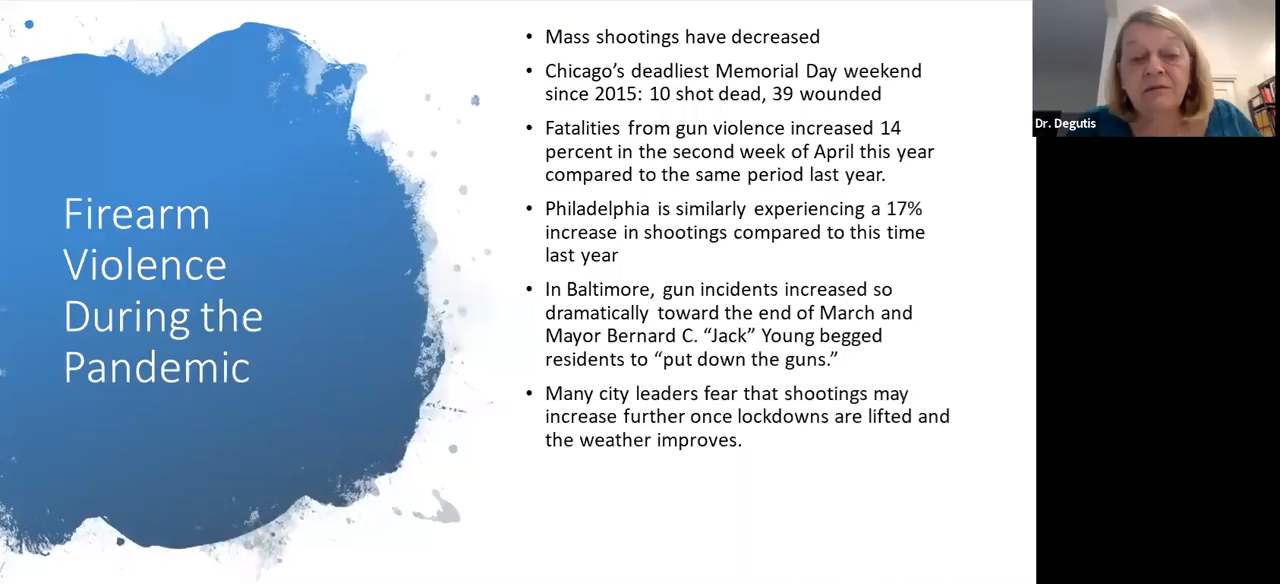 Firearm
Violence
During the
Pandemic
• Mass shootings have decreased
• Chicago’s deadliest Memorial Day weekend
since 2015: 10 shot dead, 39 wounded
• Fatalities from gun violence increased 14
percent in the second week of April this year
compared to the same period last year.
• Philadelphia is similarly experiencing a 17%
increase in shootings compared to this time
last year
• In Baltimore, gun incidents increased so
dramatically toward the end of March and
Mayor Bernard C. “Jack” Young begged
residents to “put down the guns.”
• Many city leaders fear that shootings may
increase further once lockdowns are lifted and
the weather improves.
Dr. Degutis